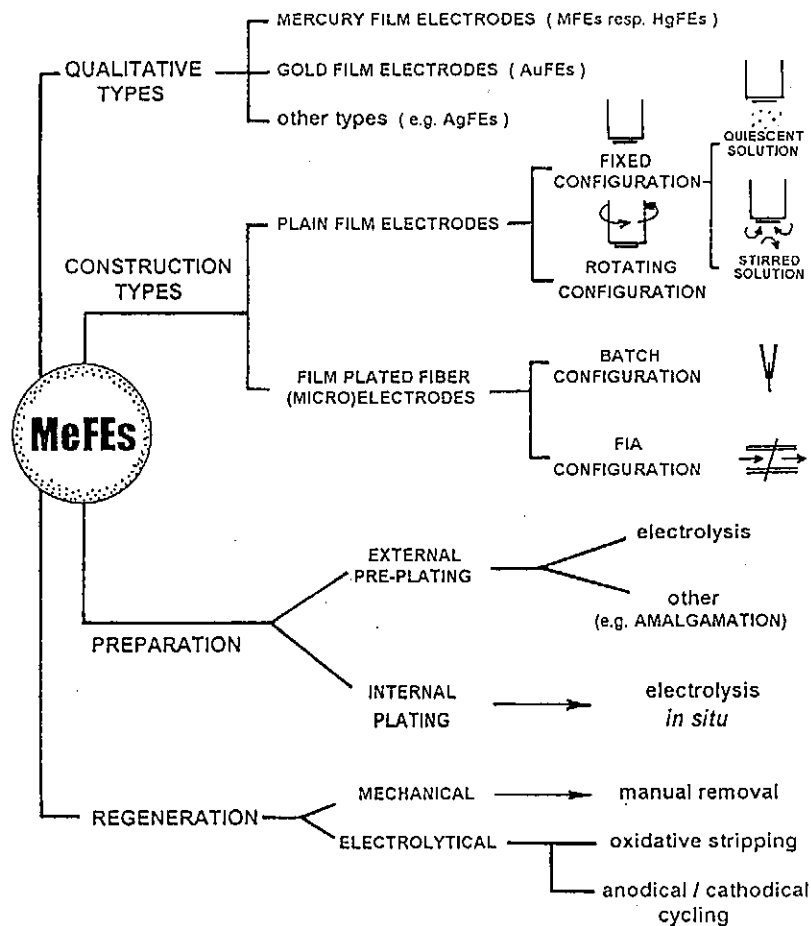 MERCURY FILM ELECTRODES ( MFEs resp. HgFEs )
QUALITATIVE
TYPES
GOLD FILM ELECTRODES ( AuFEs )
other types ( e.g. AgFEs )
QUIESCENT
SOLUTION
FIXED
CONFIGURATION
PLAIN FILM ELECTRODES
STIRRED
SOLUTION
ROTATING
CONFIGURATION
CONSTRUCTION
TYPES
FILM PLATED FIBER
(MICRO)ELECTRODES
BATCH
CONFIGURATION
FIA
CONFIGURATION
MeFEs
PREPARATION
EXTERNAL
PRE-PLATING
electrolysis
other
(e.g. AMALGAMATION)
INTERNAL
PLATING
electrolysis
in situ
REGENERATION
MECHANICAL
manual removal
ELECTROLYTICAL
oxidative stripping
anodical / cathodical
cycling